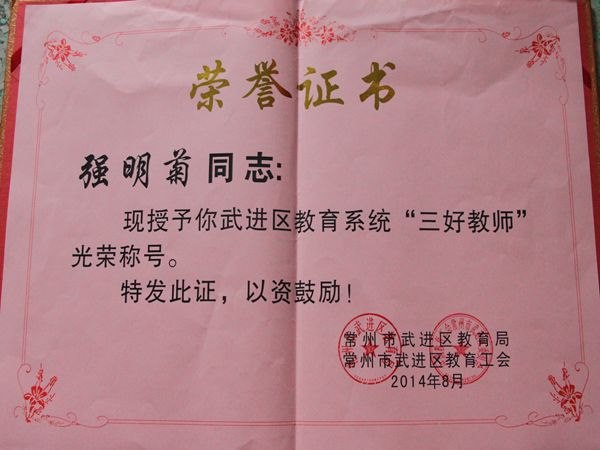 荣誉证书
强明菊同志：
现授予你武进区教育系统“三好教师”
光荣称号。
特发此证，以资鼓励！
常州市武进区教育局
常州市武进区教育工会
2014年8月